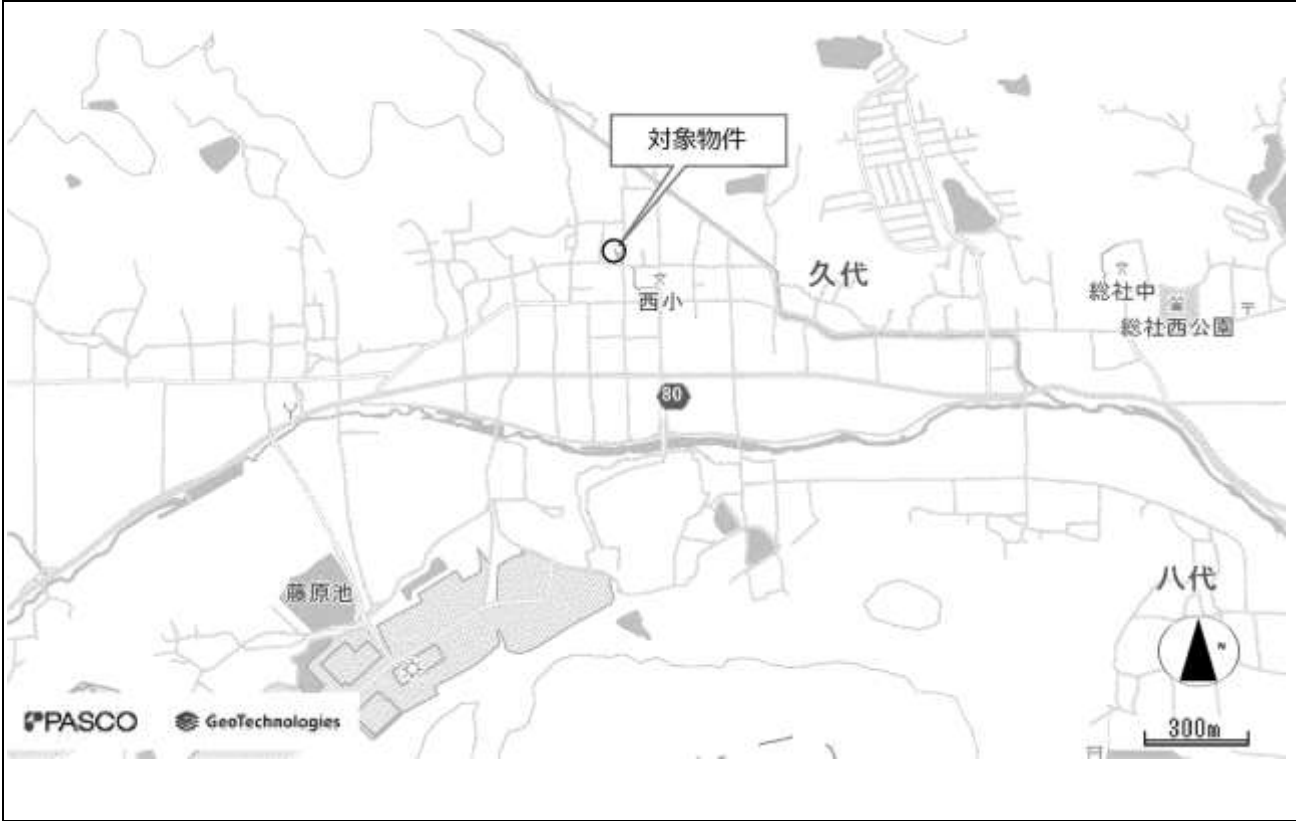 対象物件
久代
西小
総社中
総社西公園
80
藤原池
八代
N
PASCO
GeoTechnologies
300m